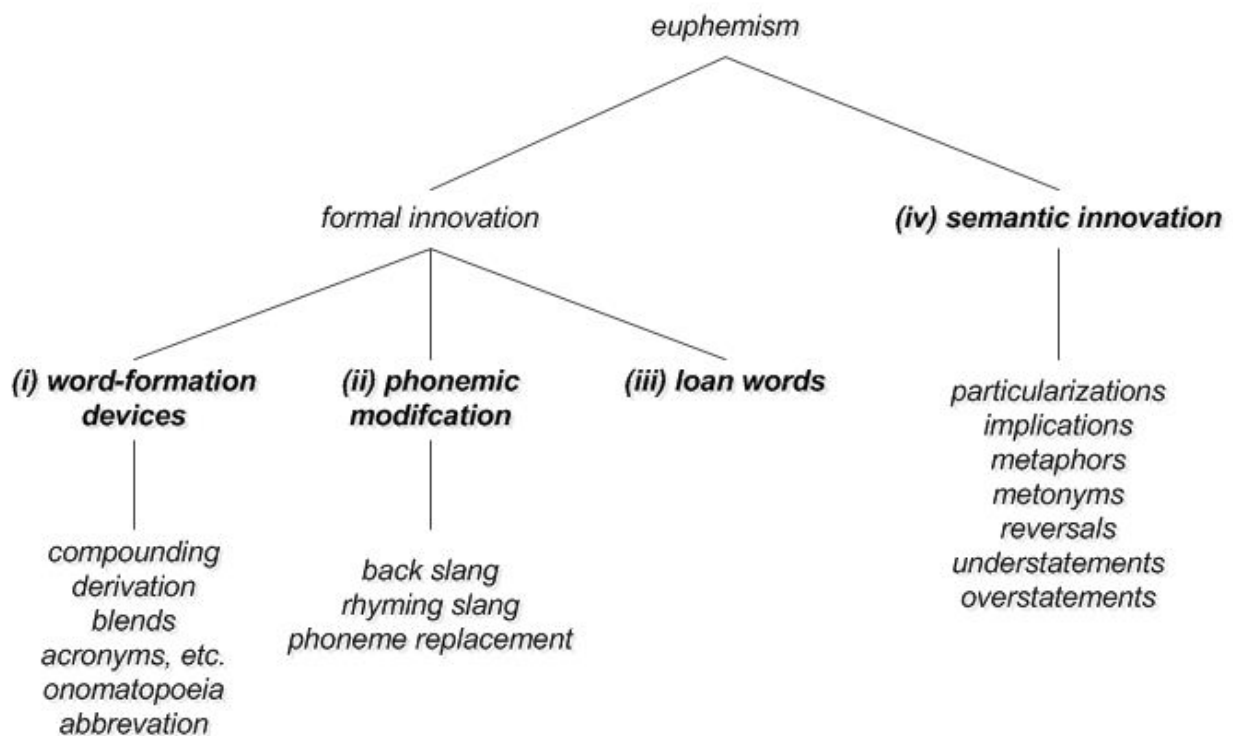 euphemism
formal innovation
(iv) semantic innovation
(i) word-formation
devices
(ii) phonemic
modifcation
(iii) loan words
compounding
derivation
blends
acronyms, etc.
onomatopoeia
abbrevation
back slang
rhyming slang
phoneme replacement
particularizations
implications
metaphors
metonyms
reversals
understatements
overstatements